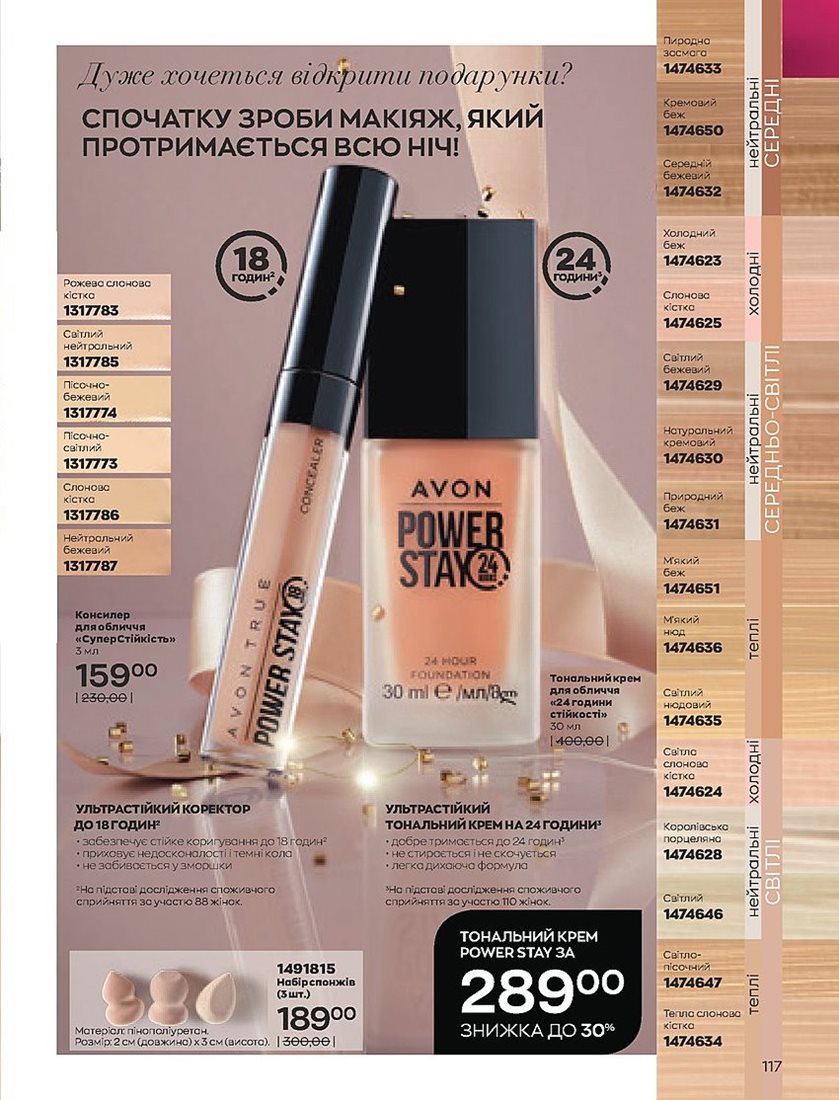 Дуже хочеться відкрити подарунки?
СПОЧАТКУ ЗРОБИ МАКІЯЖ, ЯКИЙ
ПРОТРИМАЄТЬСЯ ВСЮ НІЧ!
18
ГОДИН²
24
ГОДИНИ³
Рожева слонова
кістка
1317783
Світлий
нейтральний
1317785
Пісочно-
бежевий
1317774
Пісочно-
світлий
1317773
Слонова
кістка
1317786
Нейтральний
бежевий
1317787
CONCEALER
AVON TRUE
POWER STAY 18
AVON
POWER
STAY 24
HOURS
24 HOUR
FOUNDATION
30 ml e /мл/
Консилер
для обличчя
«СуперСтійкість»
3 мл
159⁰⁰
|230,00|
Тональний крем
для обличчя
«24 години
стійкості»
30 мл
|400,00|
УЛЬТРАСТІЙКИЙ КОРЕКТОР
ДО 18 ГОДИН²
• забезпечує стійке коригування до 18 годин²
• приховує недосконалості і темні кола
• не забивається у зморшки
²На підставі дослідження споживчого
сприйняття за участю 88 жінок.
УЛЬТРАСТІЙКИЙ
ТОНАЛЬНИЙ КРЕМ НА 24 ГОДИНИ³
• добре тримається до 24 годин³
• не стирається і не скочується
• легка дихаюча формула
³На підставі дослідження споживчого
сприйняття за участю 110 жінок.
1491815
Набір спонжів
(3 шт.)
189⁰⁰
|300,00|
Матеріал: пінополіуретан.
Розмір: 2 см (довжина) х 3 см (висота).
ТОНАЛЬНИЙ КРЕМ
POWER STAY ЗА
289⁰⁰
ЗНИЖКА ДО 30%
Природна
засмага
1474633
Кремовий
беж
1474650
Середній
бежевий
1474632
нейтральні
СЕРЕДНІ
Холодний
беж
1474623
Слонова
кістка
1474625
холодні
Світлий
бежевий
1474629
Натуральний
кремовий
1474630
Природний
беж
1474631
нейтральні
СЕРЕДНЬО-СВІТЛІ
М'який
беж
1474651
М'який
нюд
1474636
Світлий
нюдовий
1474635
теплі
Світла
слонова
кістка
1474624
холодні
Королівська
порцеляна
1474628
Світлий
1474646
нейтральні
СВІТЛІ
Світло-
пісочний
1474647
Тепла слонова
кістка
1474634
теплі
117